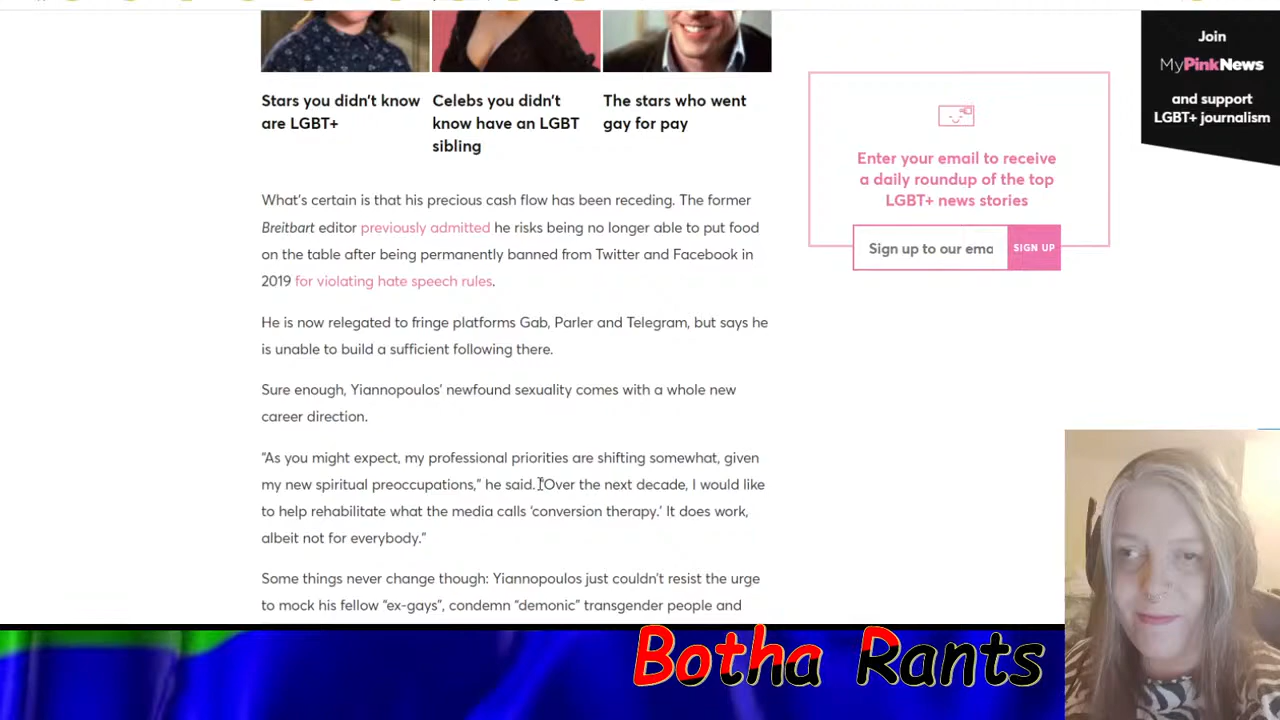 Stars you didn't know
are LGBT+
Celebs you didn't
know have an LGBT
sibling
The stars who went
gay for pay
What's certain is that his precious cash flow has been receding. The former
Breitbart editor previously admitted he risks being no longer able to put food
on the table after being permanently banned from Twitter and Facebook in
2019 for violating hate speech rules.
He is now relegated to fringe platforms Gab, Parler and Telegram, but says he
is unable to build a sufficient following there.
Sure enough, Yiannopoulos' newfound sexuality comes with a whole new
career direction.
"As you might expect, my professional priorities are shifting somewhat, given
my new spiritual preoccupations," he said. "Over the next decade, I would like
to help rehabilitate what the media calls 'conversion therapy.' It does work,
albeit not for everybody."
Some things never change though: Yiannopoulos just couldn't resist the urge
to mock his fellow "ex-gays", condemn "demonic" transgender people and
Enter your email to receive
a daily roundup of the top
LGBT+ news stories
Sign up to our ema
SIGN UP
Join
MyPinkNews
and support
LGBT+ journalism
Botha Rants